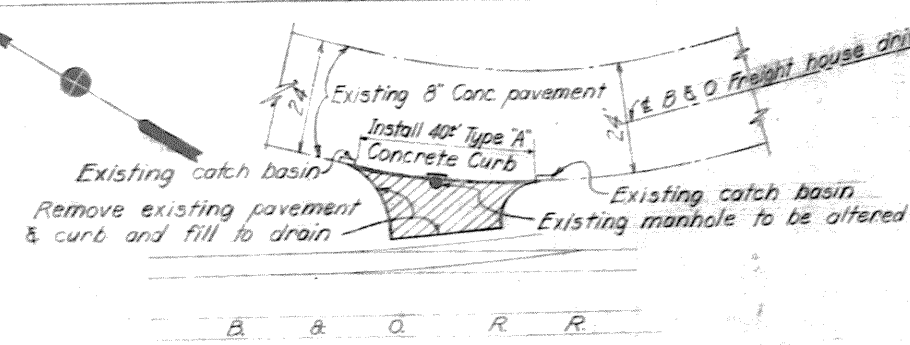 24'
Existing 8" Conc. pavement
24'
℄ B & O Freight house
Install 40±' Type "A"
Concrete Curb
Existing catch basin
Existing catch basin
Remove existing pavement
& curb and fill to drain
Existing manhole to be altered
B. & O. R. R.